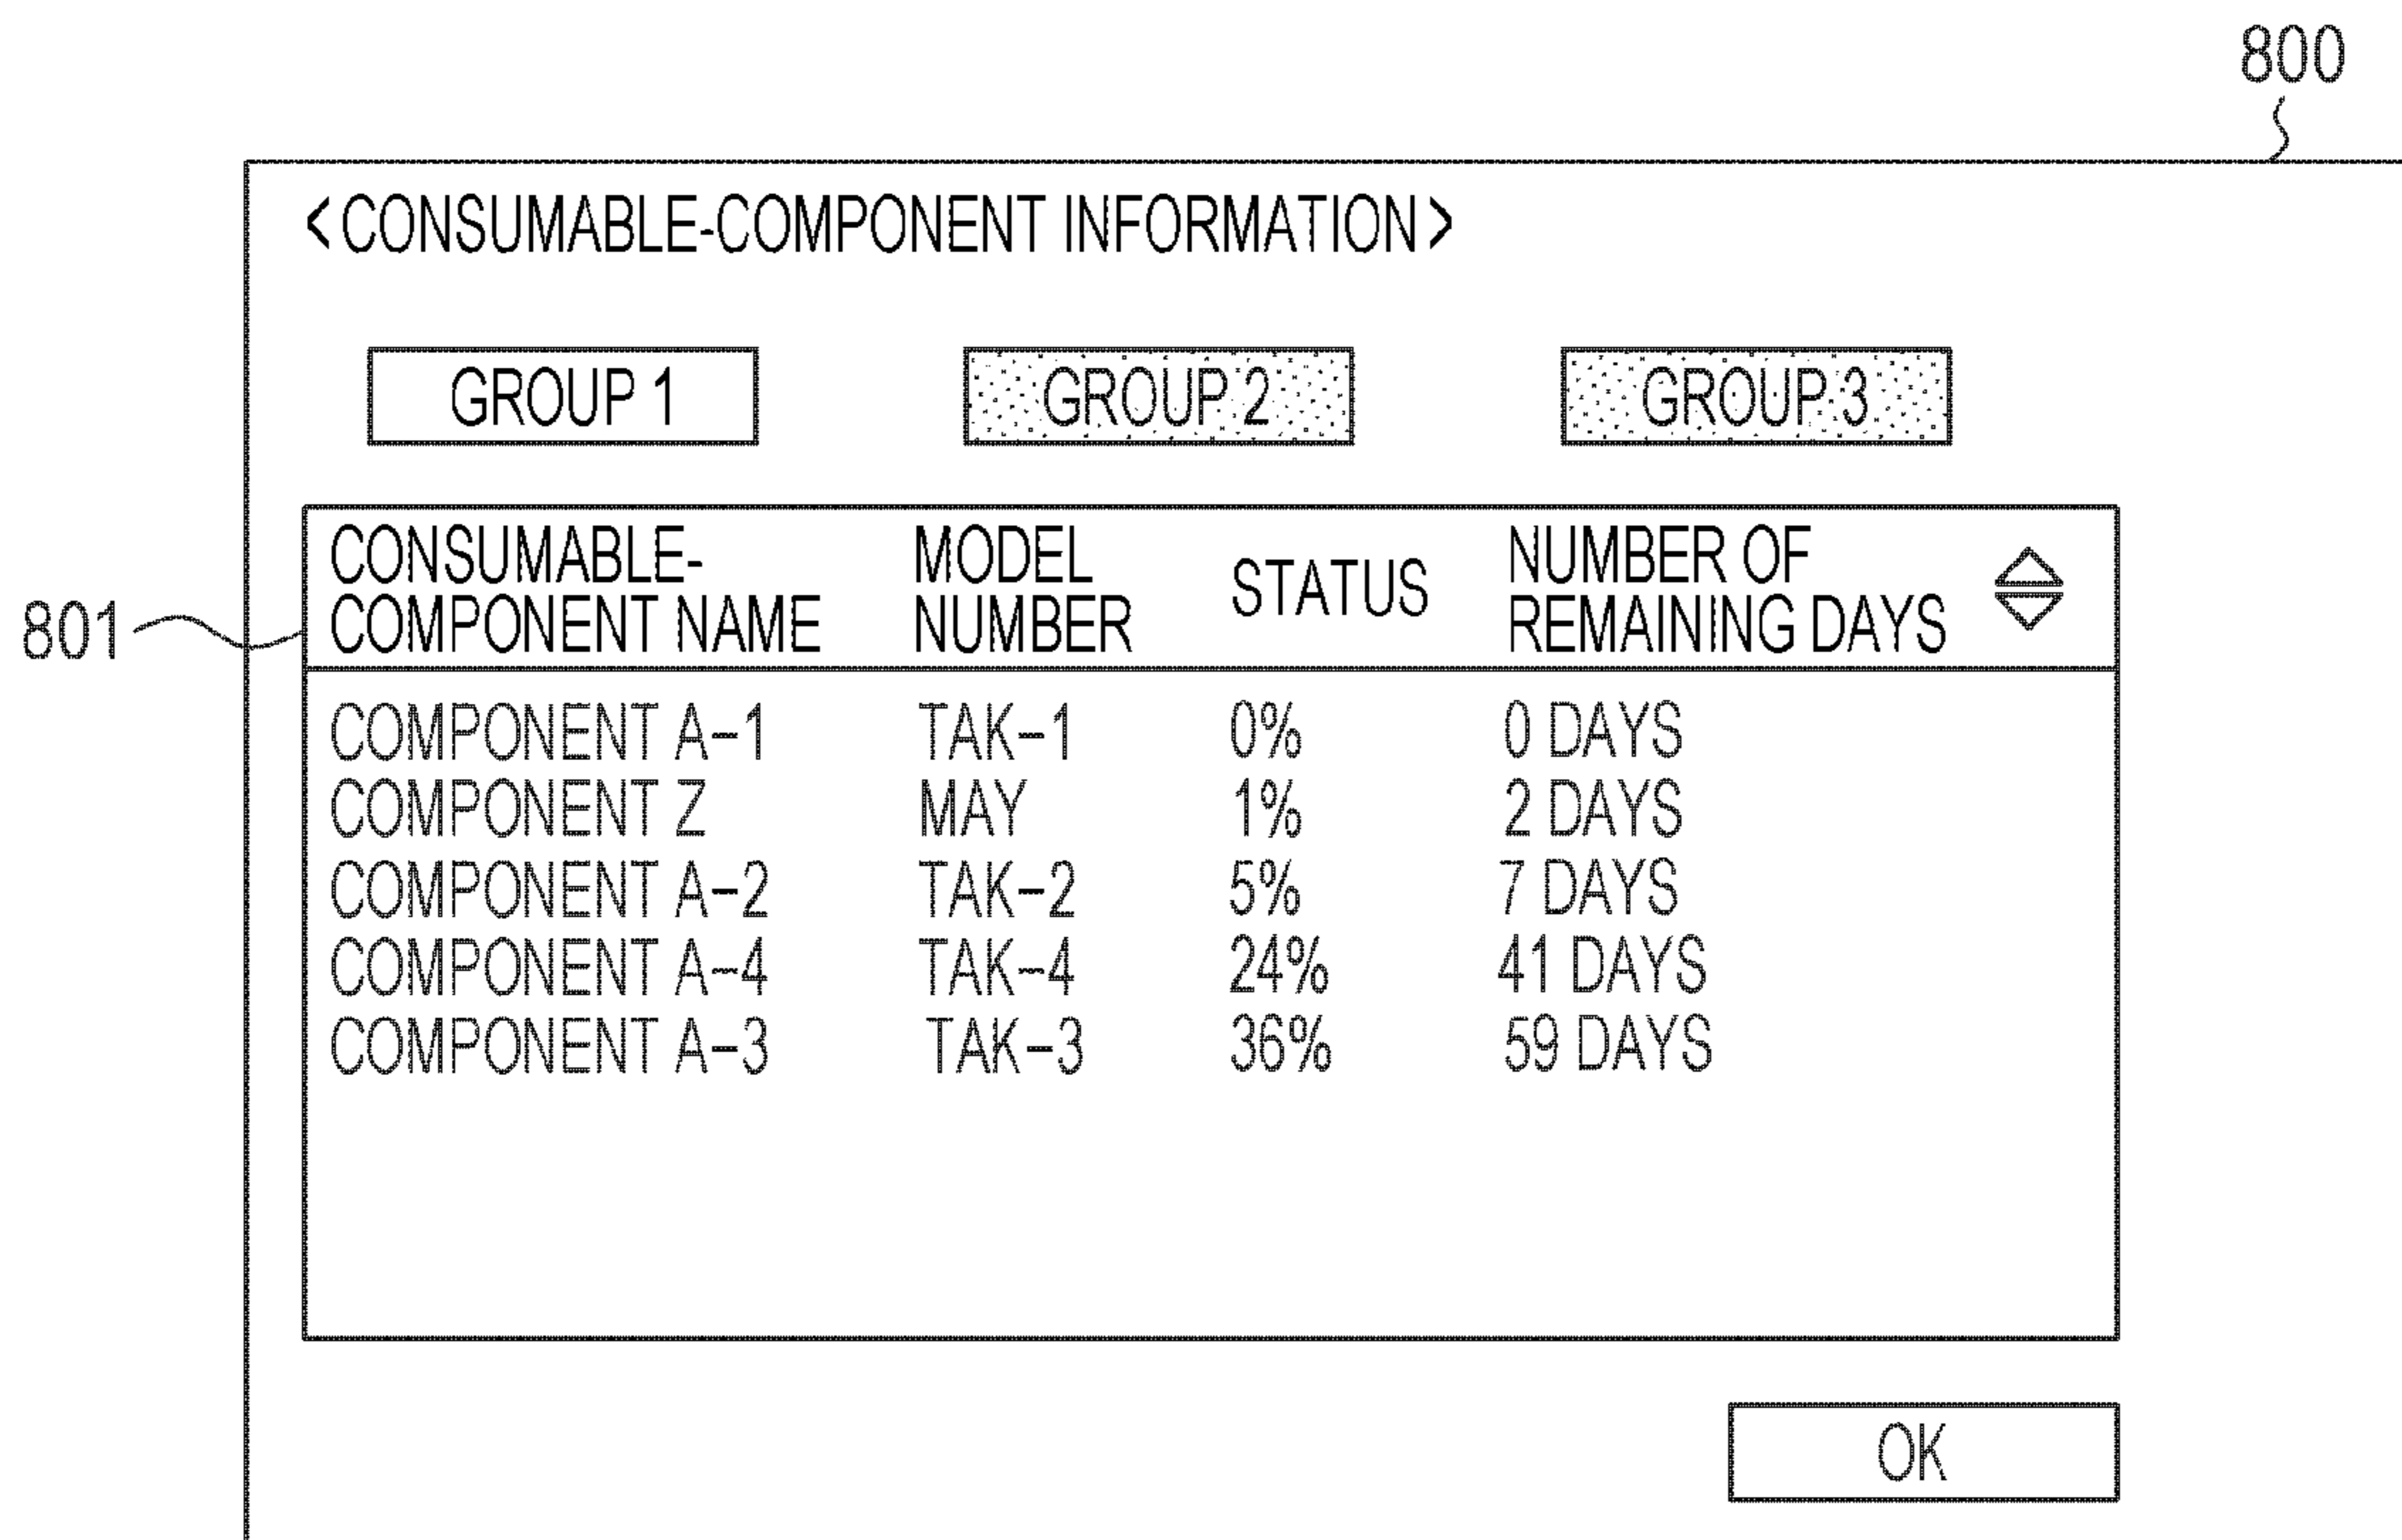 800
<CONSUMABLE-COMPONENT INFORMATION>
GROUP 1 GROUP 2 GROUP 3
CONSUMABLE- MODEL NUMBER OF
COMPONENT NAME NUMBER STATUS REMAINING DAYS
801
COMPONENT A-1 TAK-1 0% 0 DAYS
COMPONENT Z MAY 1% 2 DAYS
COMPONENT A-2 TAK-2 5% 7 DAYS
COMPONENT A-4 TAK-4 24% 41 DAYS
COMPONENT A-3 TAK-3 36% 59 DAYS
OK